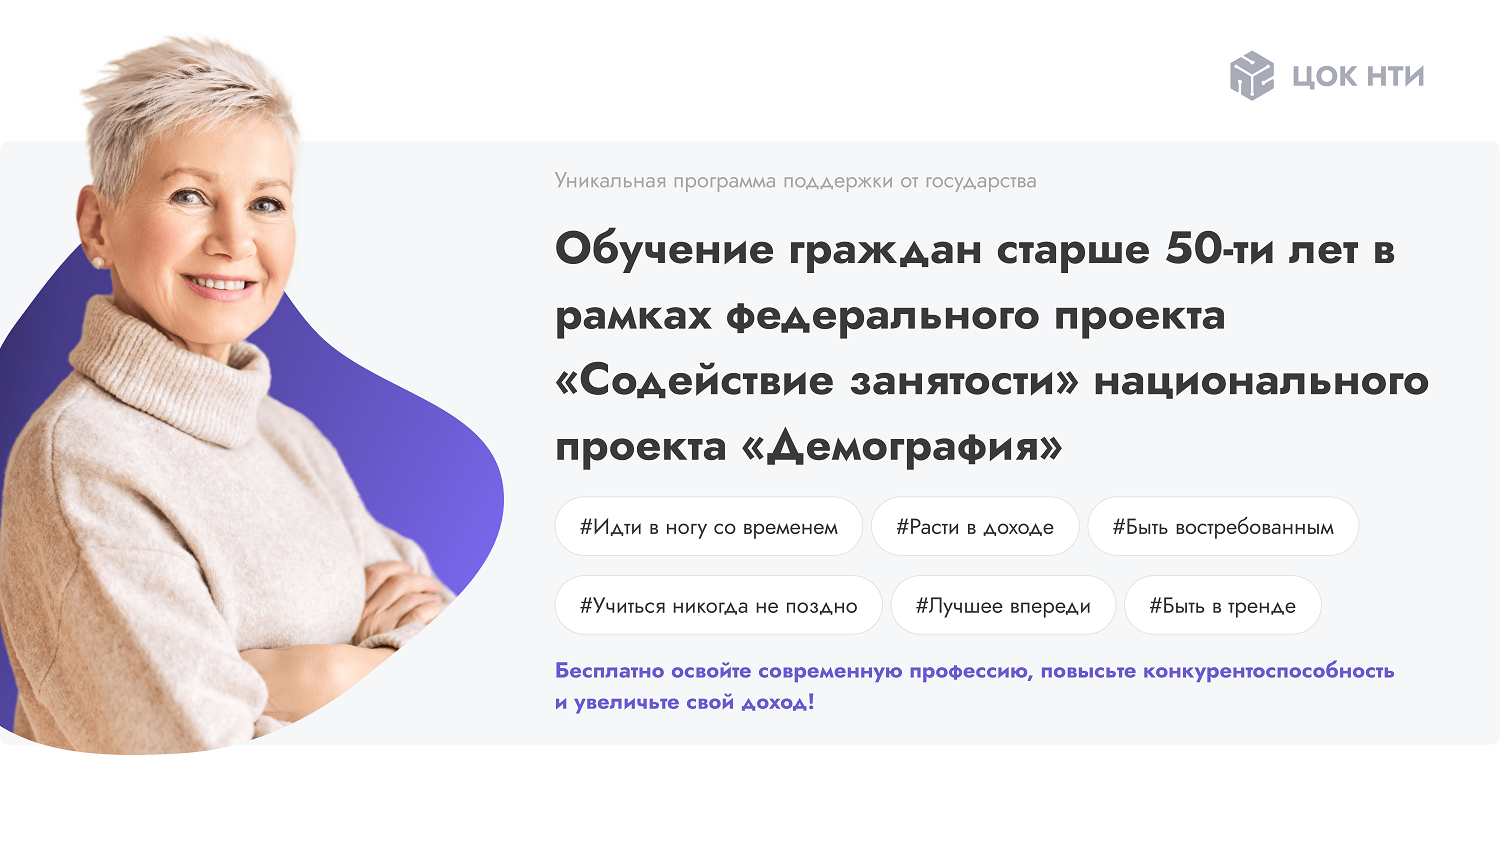 ЦОК НТИ
Уникальная программа поддержки от государства
Обучение граждан старше 50-ти лет в
рамках федерального проекта
«Содействие занятости» национального
проекта «Демография»
#Идти в ногу со временем #Расти в доходе #Быть востребованным
#Учиться никогда не поздно #Лучшее впереди #Быть в тренде
Бесплатно освойте современную профессию, повысьте конкурентоспособность
и увеличьте свой доход!